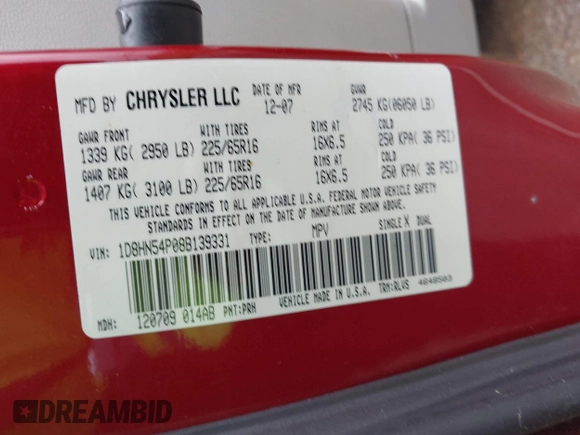 MFD BY CHRYSLER LLC DATE OF MFR 12-07 GVWR 2745 KG(06050 LB)
GAWR FRONT WITH TIRES RIMS AT COLD
1339 KG( 2950 LB) 225/65R16 16X6.5 250 KPA( 36 PSI)
GAWR REAR WITH TIRES RIMS AT COLD
1407 KG( 3100 LB) 225/65R16 16X6.5 250 KPA( 36 PSI)
THIS VEHICLE CONFORMS TO ALL APPLICABLE U.S.A. FEDERAL MOTOR VEHICLE SAFETY
STANDARDS IN EFFECT ON THE DATE OF MANUFACTURE SHOWN ABOVE.
VIN: 1D8HN54P08B139331 TYPE: MPV SINGLE X DUAL
VEHICLE MADE IN U.S.A. TRM:RLVS 4648503
MDH: 120709 014AB PNT:PRH
DREAMBID